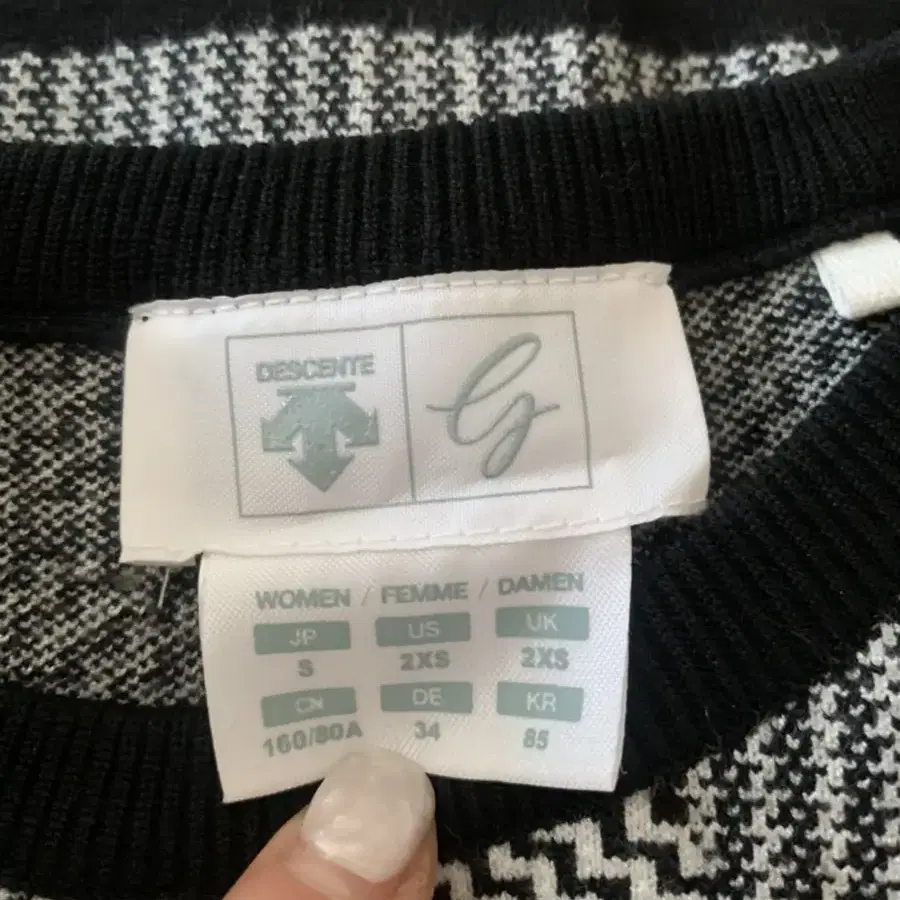 DESCENTE
G
WOMEN / FEMME / DAMEN
JP US UK
S 2XS 2XS
CN DE KR
160/80A 34 85